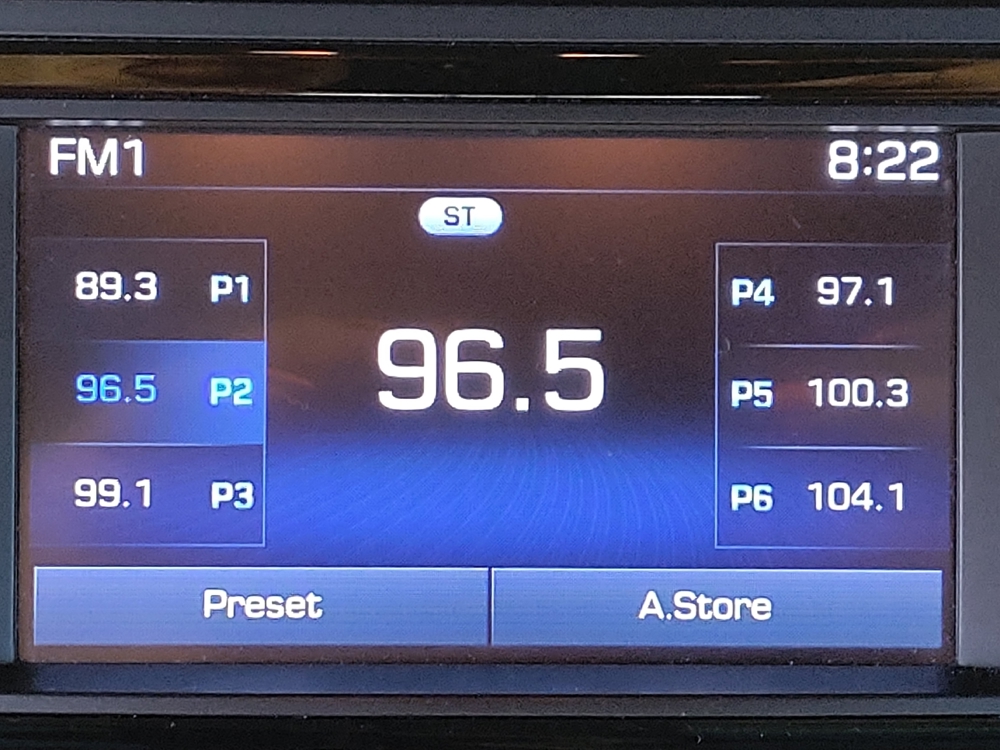 FM1 8:22
ST
89.3 P1
96.5 P2
99.1 P3
96.5
P4 97.1
P5 100.3
P6 104.1
Preset A.Store